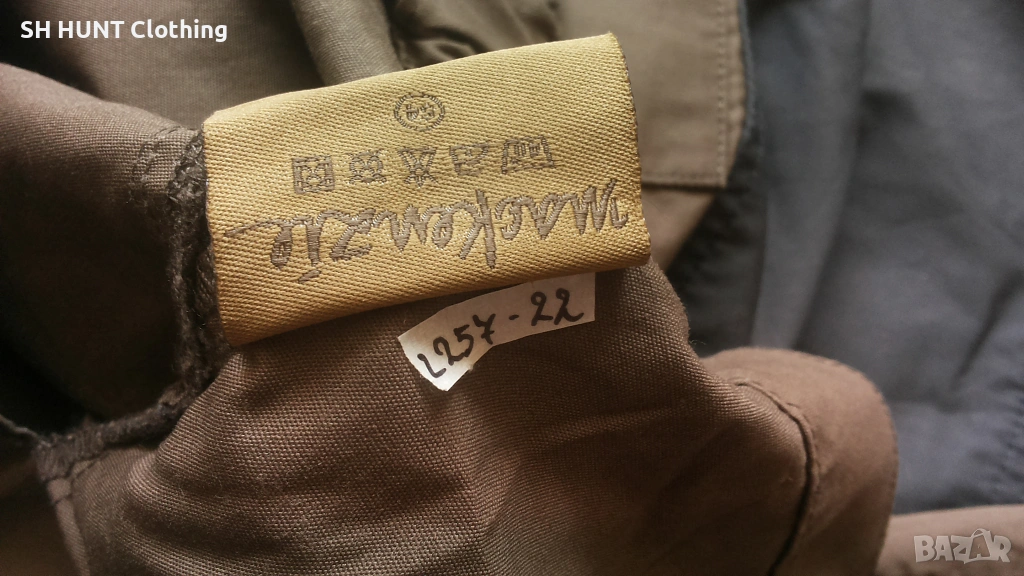 SH HUNT Clothing
mackenzie
L257-22
BAZAR